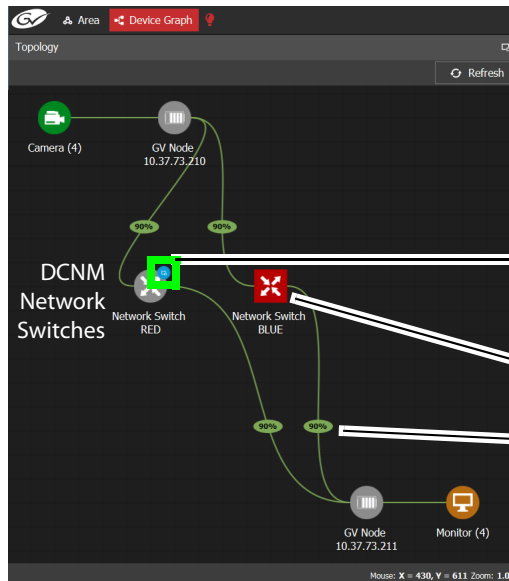 GV Area Device Graph
Topology
Refresh
Camera (4)
GV Node
10.37.73.210
90% 90%
DCNM
Network
Switches
Network Switch
RED
Network Switch
BLUE
90% 90%
GV Node
10.37.73.211
Monitor (4)
Mouse: X = 430, Y = 611 Zoom: 1.0